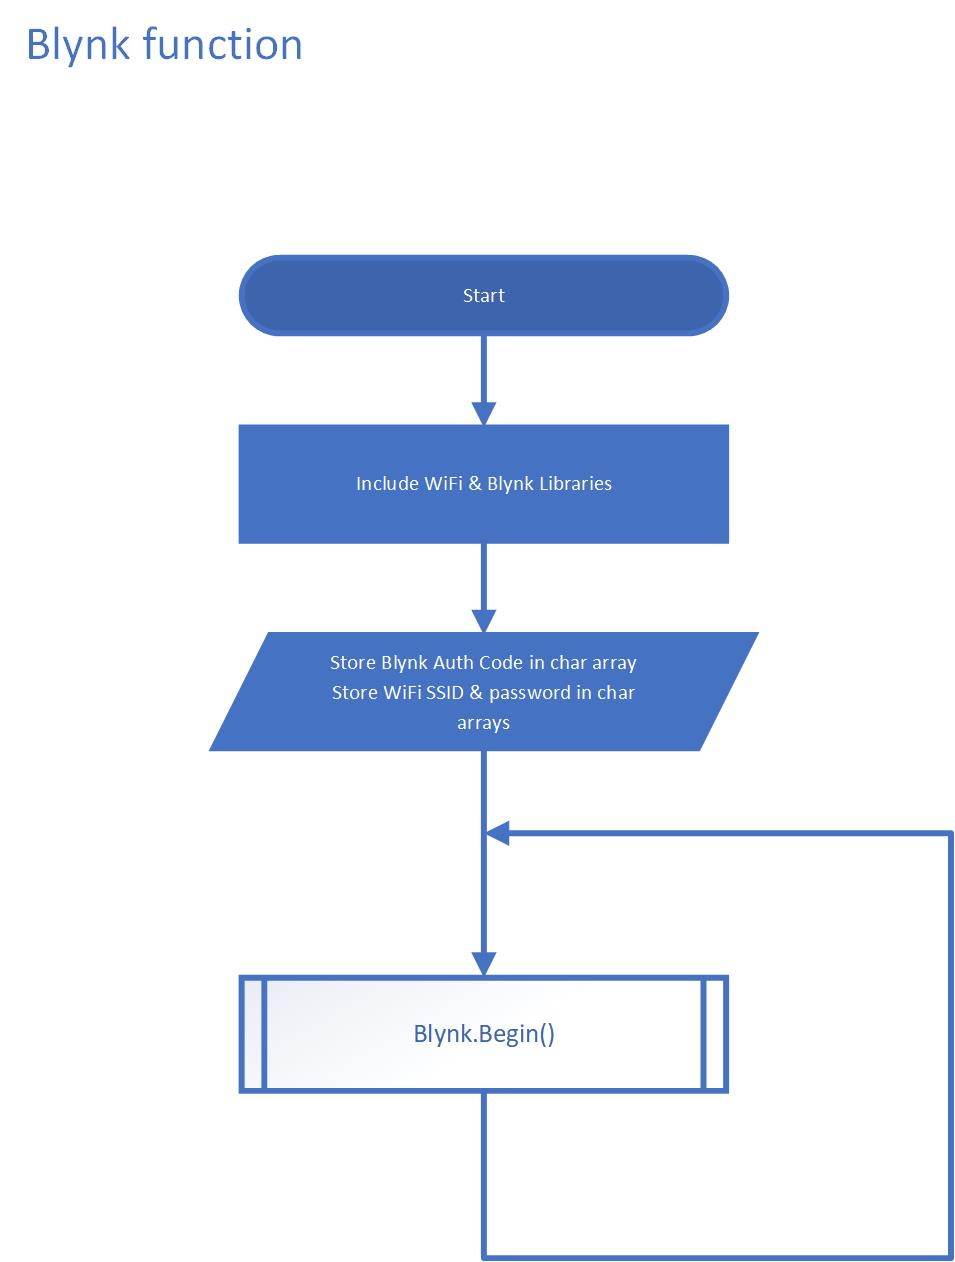 Blynk function
Start
Include WiFi & Blynk Libraries
Store Blynk Auth Code in char array
Store WiFi SSID & password in char
arrays
Blynk.Begin()